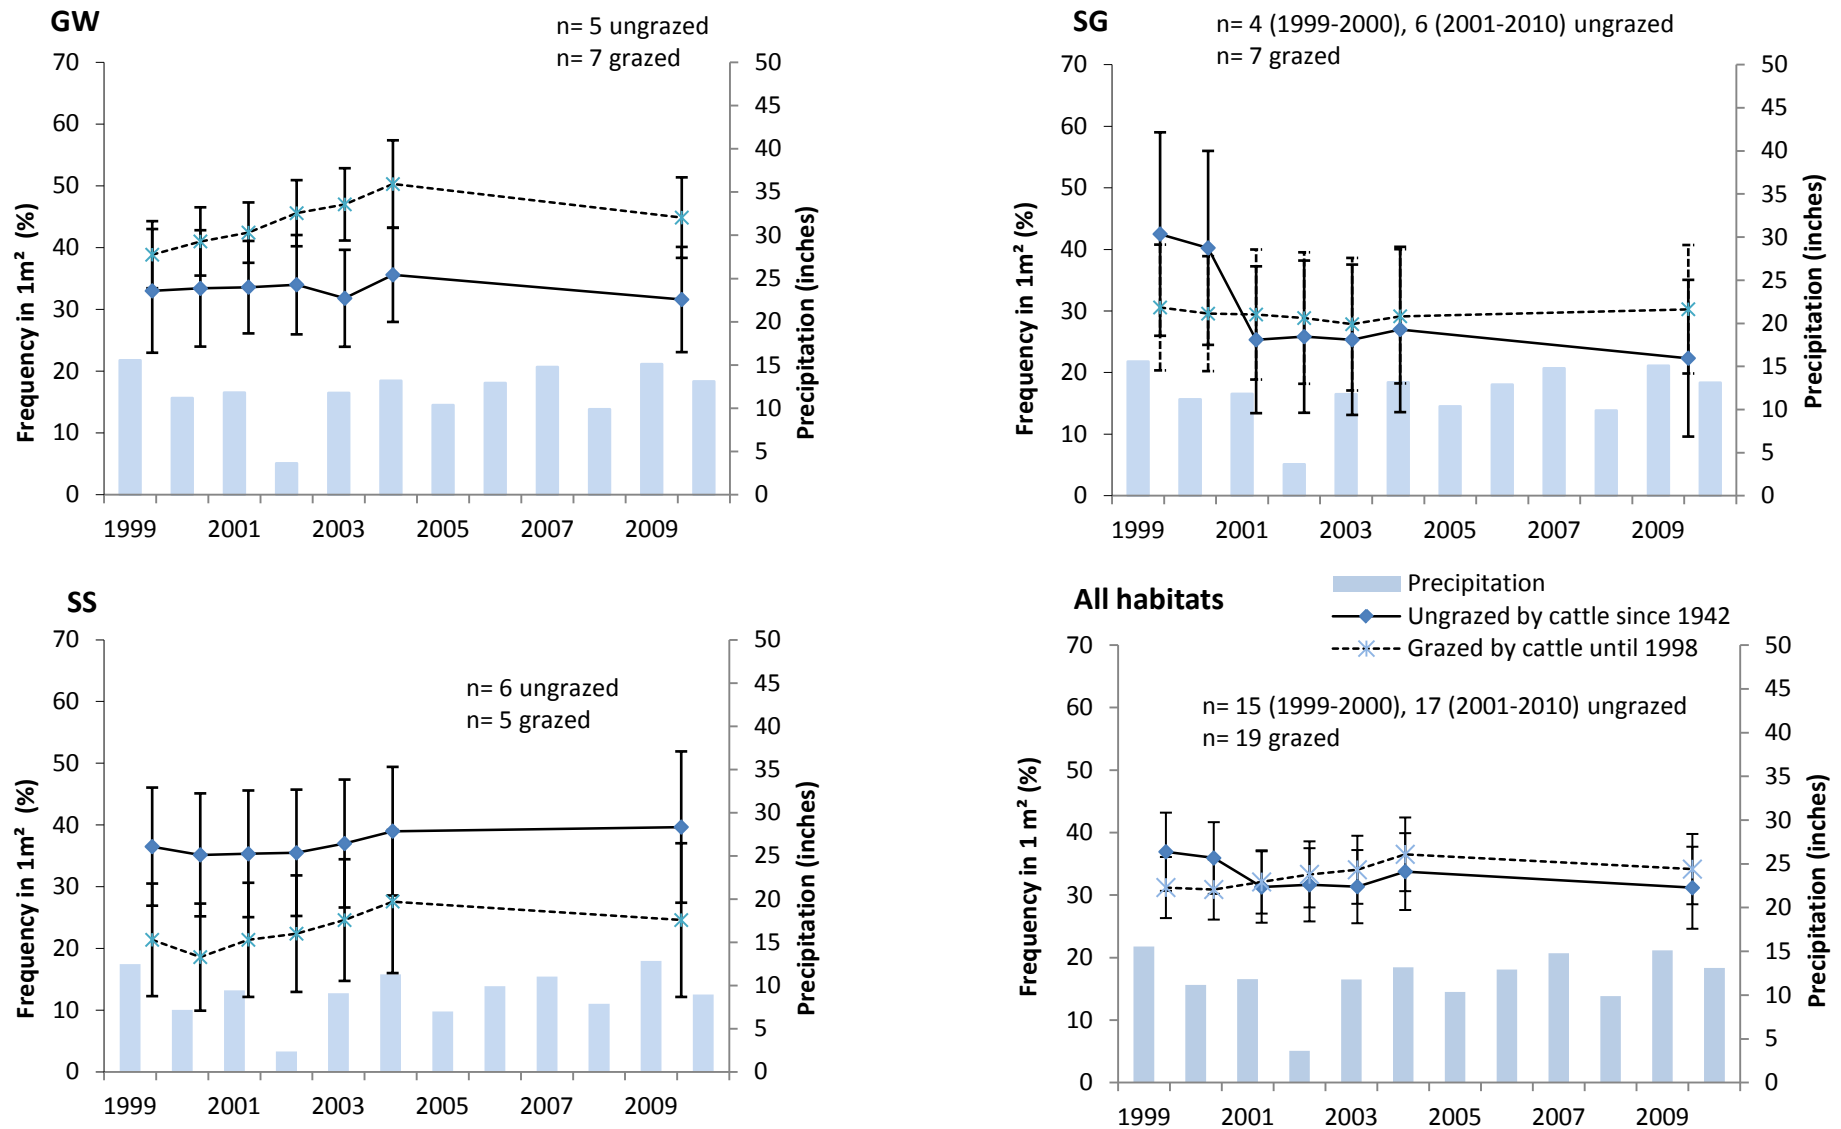 GW
n= 5 ungrazed
n= 7 grazed
70
60
50
40
30
20
10
0
50
45
40
35
30
25
20
15
10
5
0
Frequency in 1m² (%)
Precipitation (inches)
1999 2001 2003 2005 2007 2009
SG
n= 4 (1999-2000), 6 (2001-2010) ungrazed
n= 7 grazed
70
60
50
40
30
20
10
0
50
45
40
35
30
25
20
15
10
5
0
Frequency in 1m² (%)
Precipitation (inches)
1999 2001 2003 2005 2007 2009
SS
n= 6 ungrazed
n= 5 grazed
70
60
50
40
30
20
10
0
50
45
40
35
30
25
20
15
10
5
0
Frequency in 1m² (%)
Precipitation (inches)
1999 2001 2003 2005 2007 2009
All habitats
Precipitation
Ungrazed by cattle since 1942
Grazed by cattle until 1998
n= 15 (1999-2000), 17 (2001-2010) ungrazed
n= 19 grazed
70
60
50
40
30
20
10
0
50
45
40
35
30
25
20
15
10
5
0
Frequency in 1 m² (%)
Precipitation (inches)
1999 2001 2003 2005 2007 2009